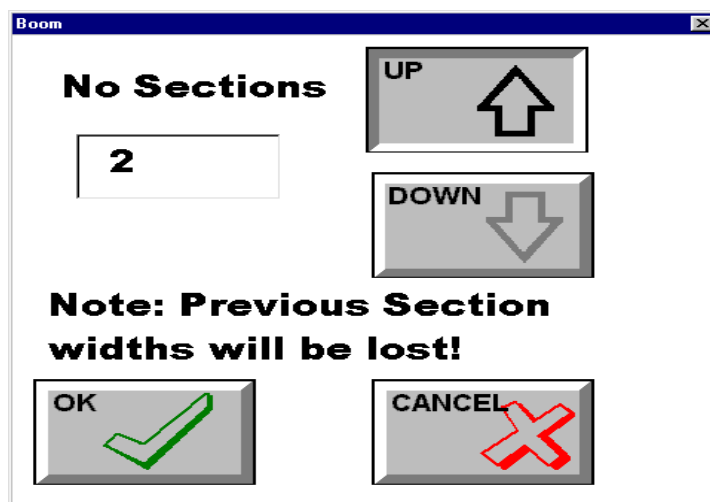 Boom
No Sections
UP
2
DOWN
Note: Previous Section
widths will be lost!
OK
CANCEL